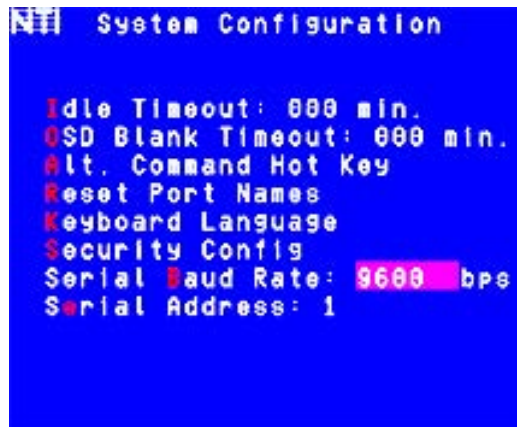 NTI System Configuration
Idle Timeout: 000 min.
OSD Blank Timeout: 000 min.
Alt. Command Hot Key
Reset Port Names
Keyboard Language
Security Config
Serial Baud Rate: 9600 bps
Serial Address: 1